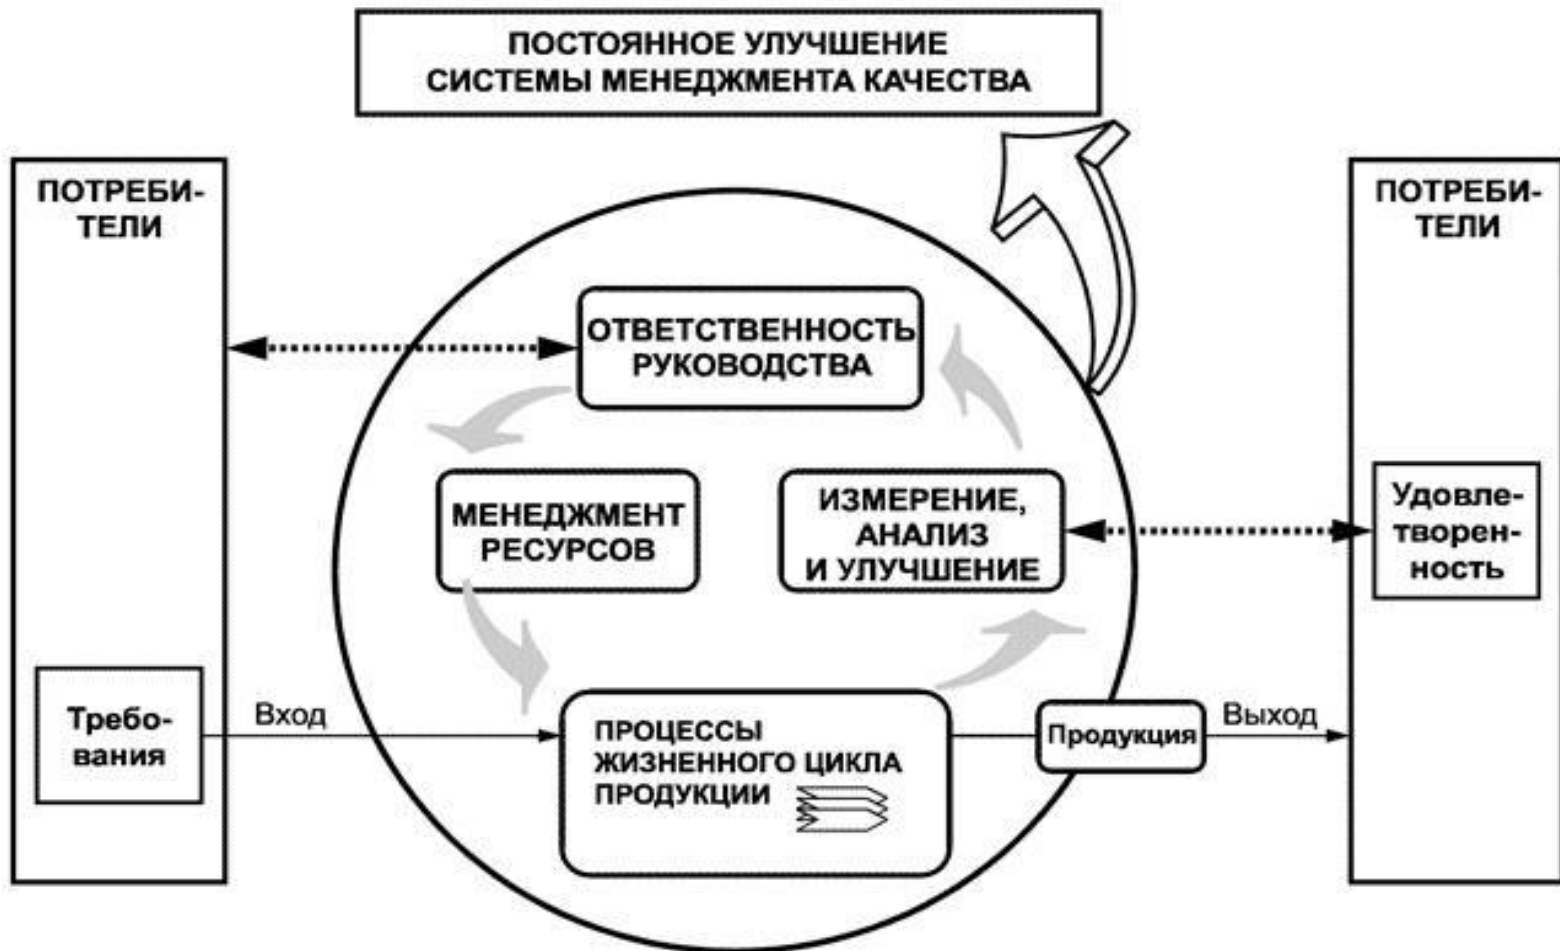 ПОСТОЯННОЕ УЛУЧШЕНИЕ
СИСТЕМЫ МЕНЕДЖМЕНТА КАЧЕСТВА
ПОТРЕБИ-
ТЕЛИ
ПОТРЕБИ-
ТЕЛИ
ОТВЕТСТВЕННОСТЬ
РУКОВОДСТВА
МЕНЕДЖМЕНТ
РЕСУРСОВ
ИЗМЕРЕНИЕ,
АНАЛИЗ
И УЛУЧШЕНИЕ
Удовле-
творен-
ность
Требо-
вания
Вход
ПРОЦЕССЫ
ЖИЗНЕННОГО ЦИКЛА
ПРОДУКЦИИ
Продукция
Выход